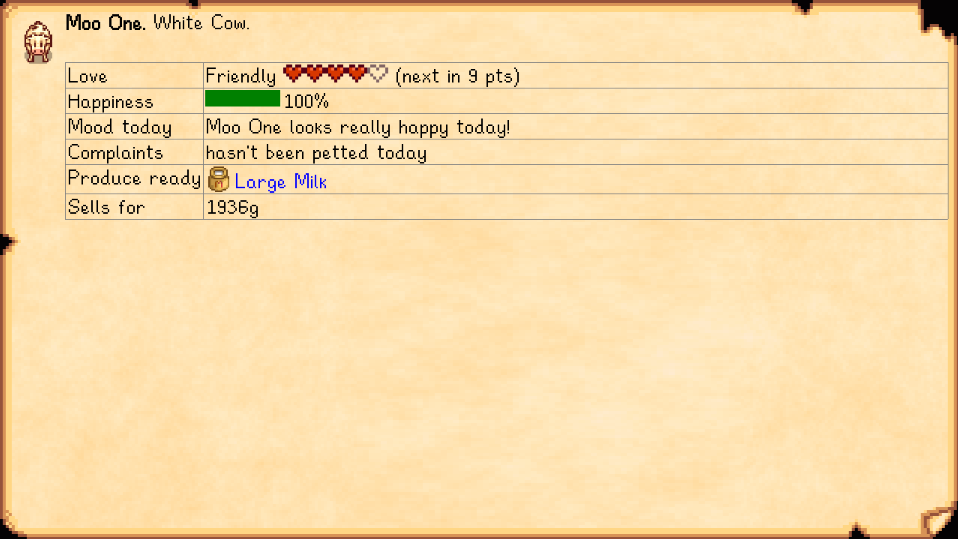 Moo One. White Cow.
Love Friendly (next in 9 pts)
Happiness 100%
Mood today Moo One looks really happy today!
Complaints hasn't been petted today
Produce ready Large Milk
Sells for 1936g